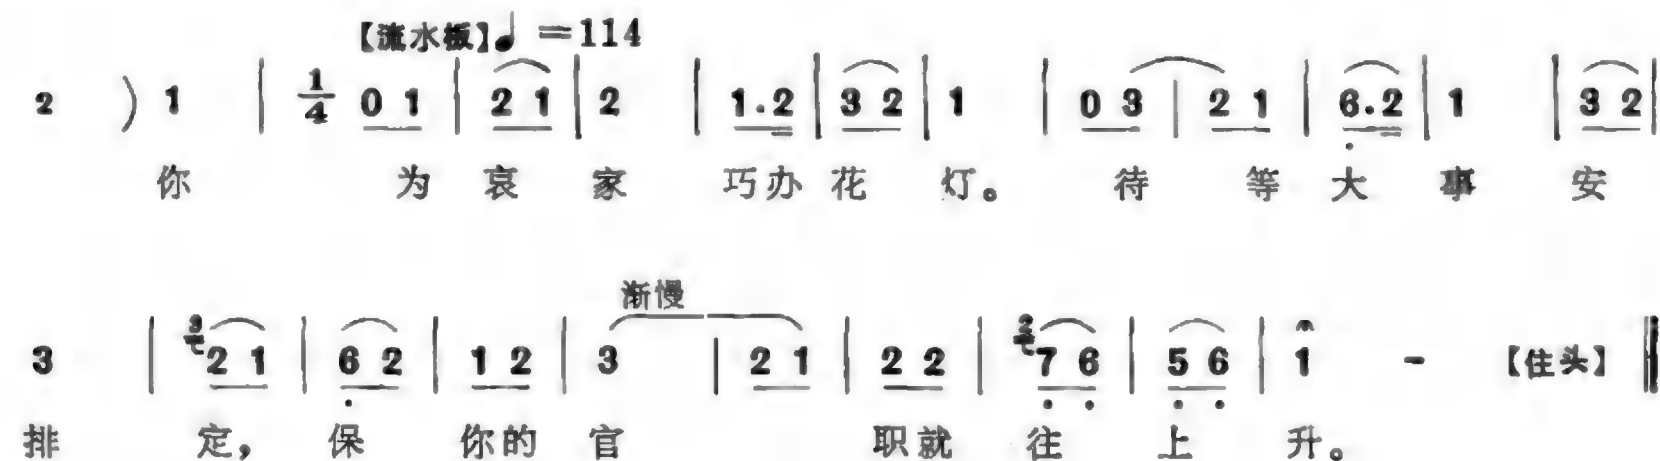 【流水板】♩=114
2 ) 1 | 1/4 0 1 | 2 1 | 2 | 1.2 | 3 2 | 1 | 0 3 | 2 1 | 6.2 | 1 | 3 2 |
你 为 哀 家 巧办 花 灯。 待 等 大 事 安
渐慢
3 | 3 2 1 | 6 2 | 1 2 | 3 | 2 1 | 2 2 | 2 7 6 | 5 6 | 1 - 【住头】
排 定, 保 你的 官 职就 往 上 升。